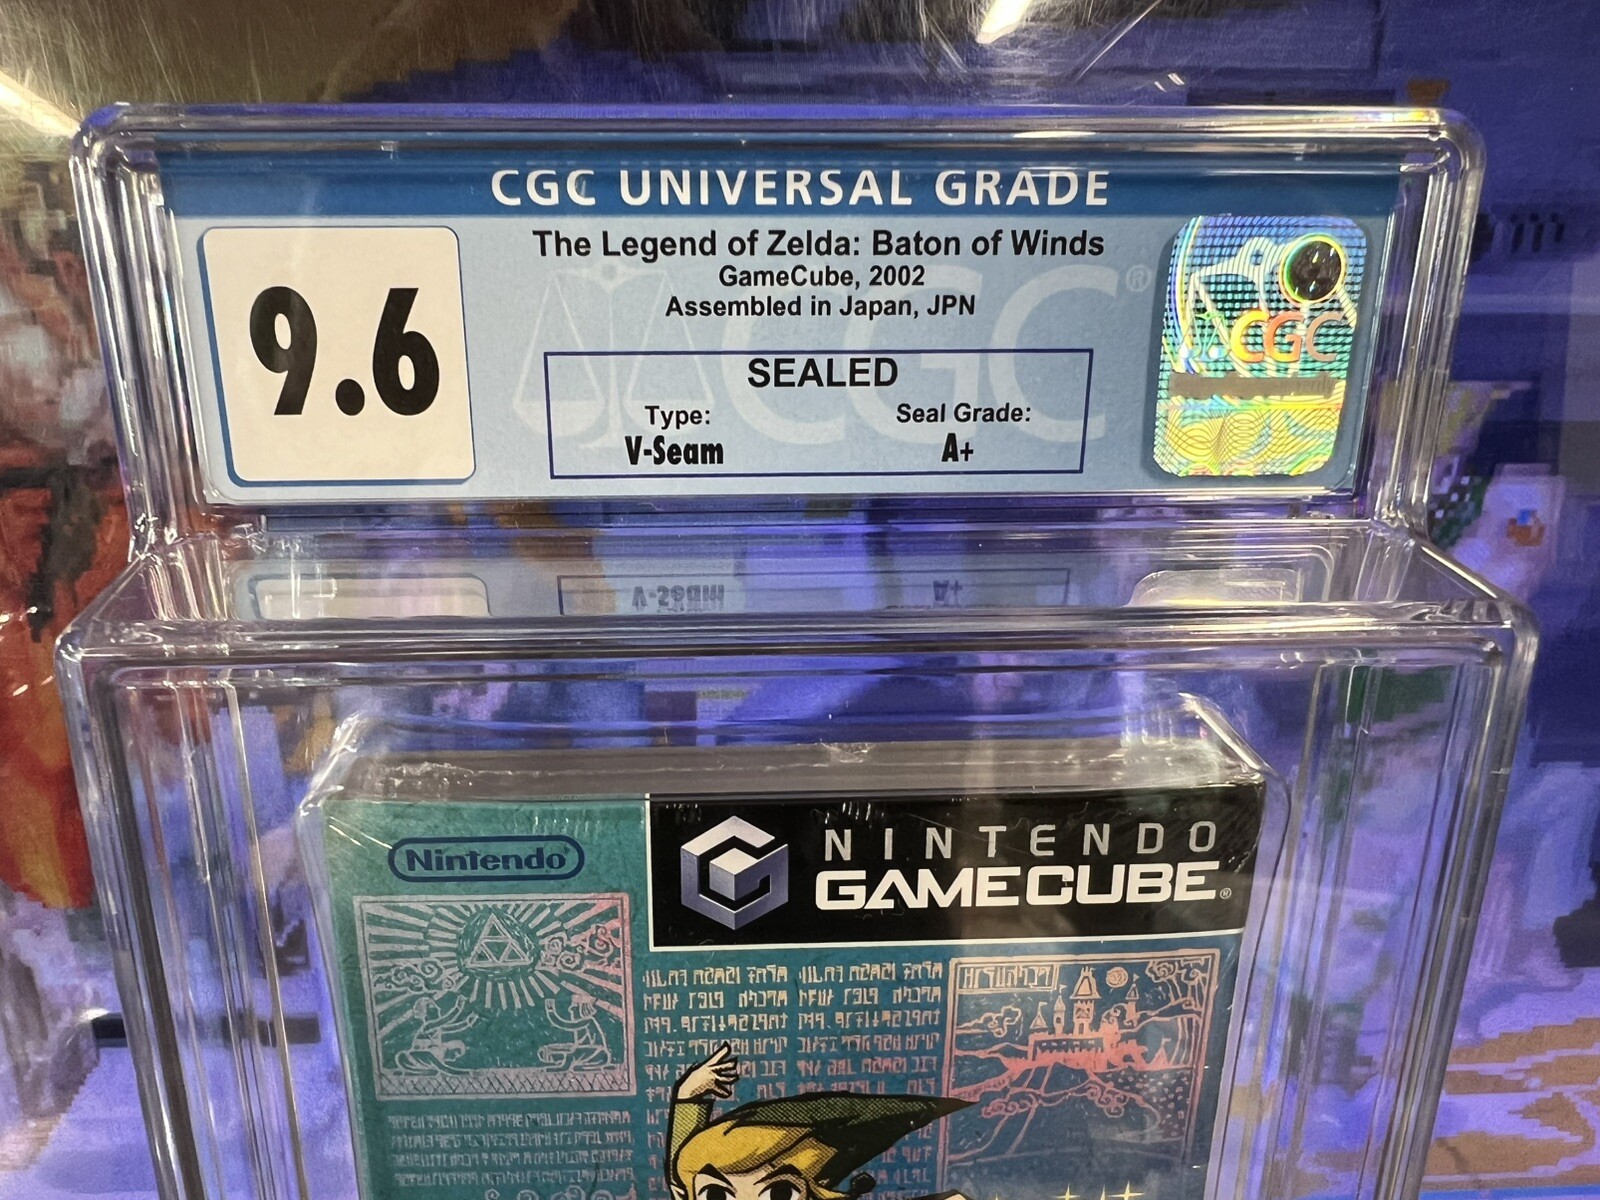 CGC UNIVERSAL GRADE
9.6
The Legend of Zelda: Baton of Winds
GameCube, 2002
Assembled in Japan, JPN
SEALED
Type:
V-Seam
Seal Grade:
A+
CGC
Nintendo
NINTENDO
GAMECUBE®